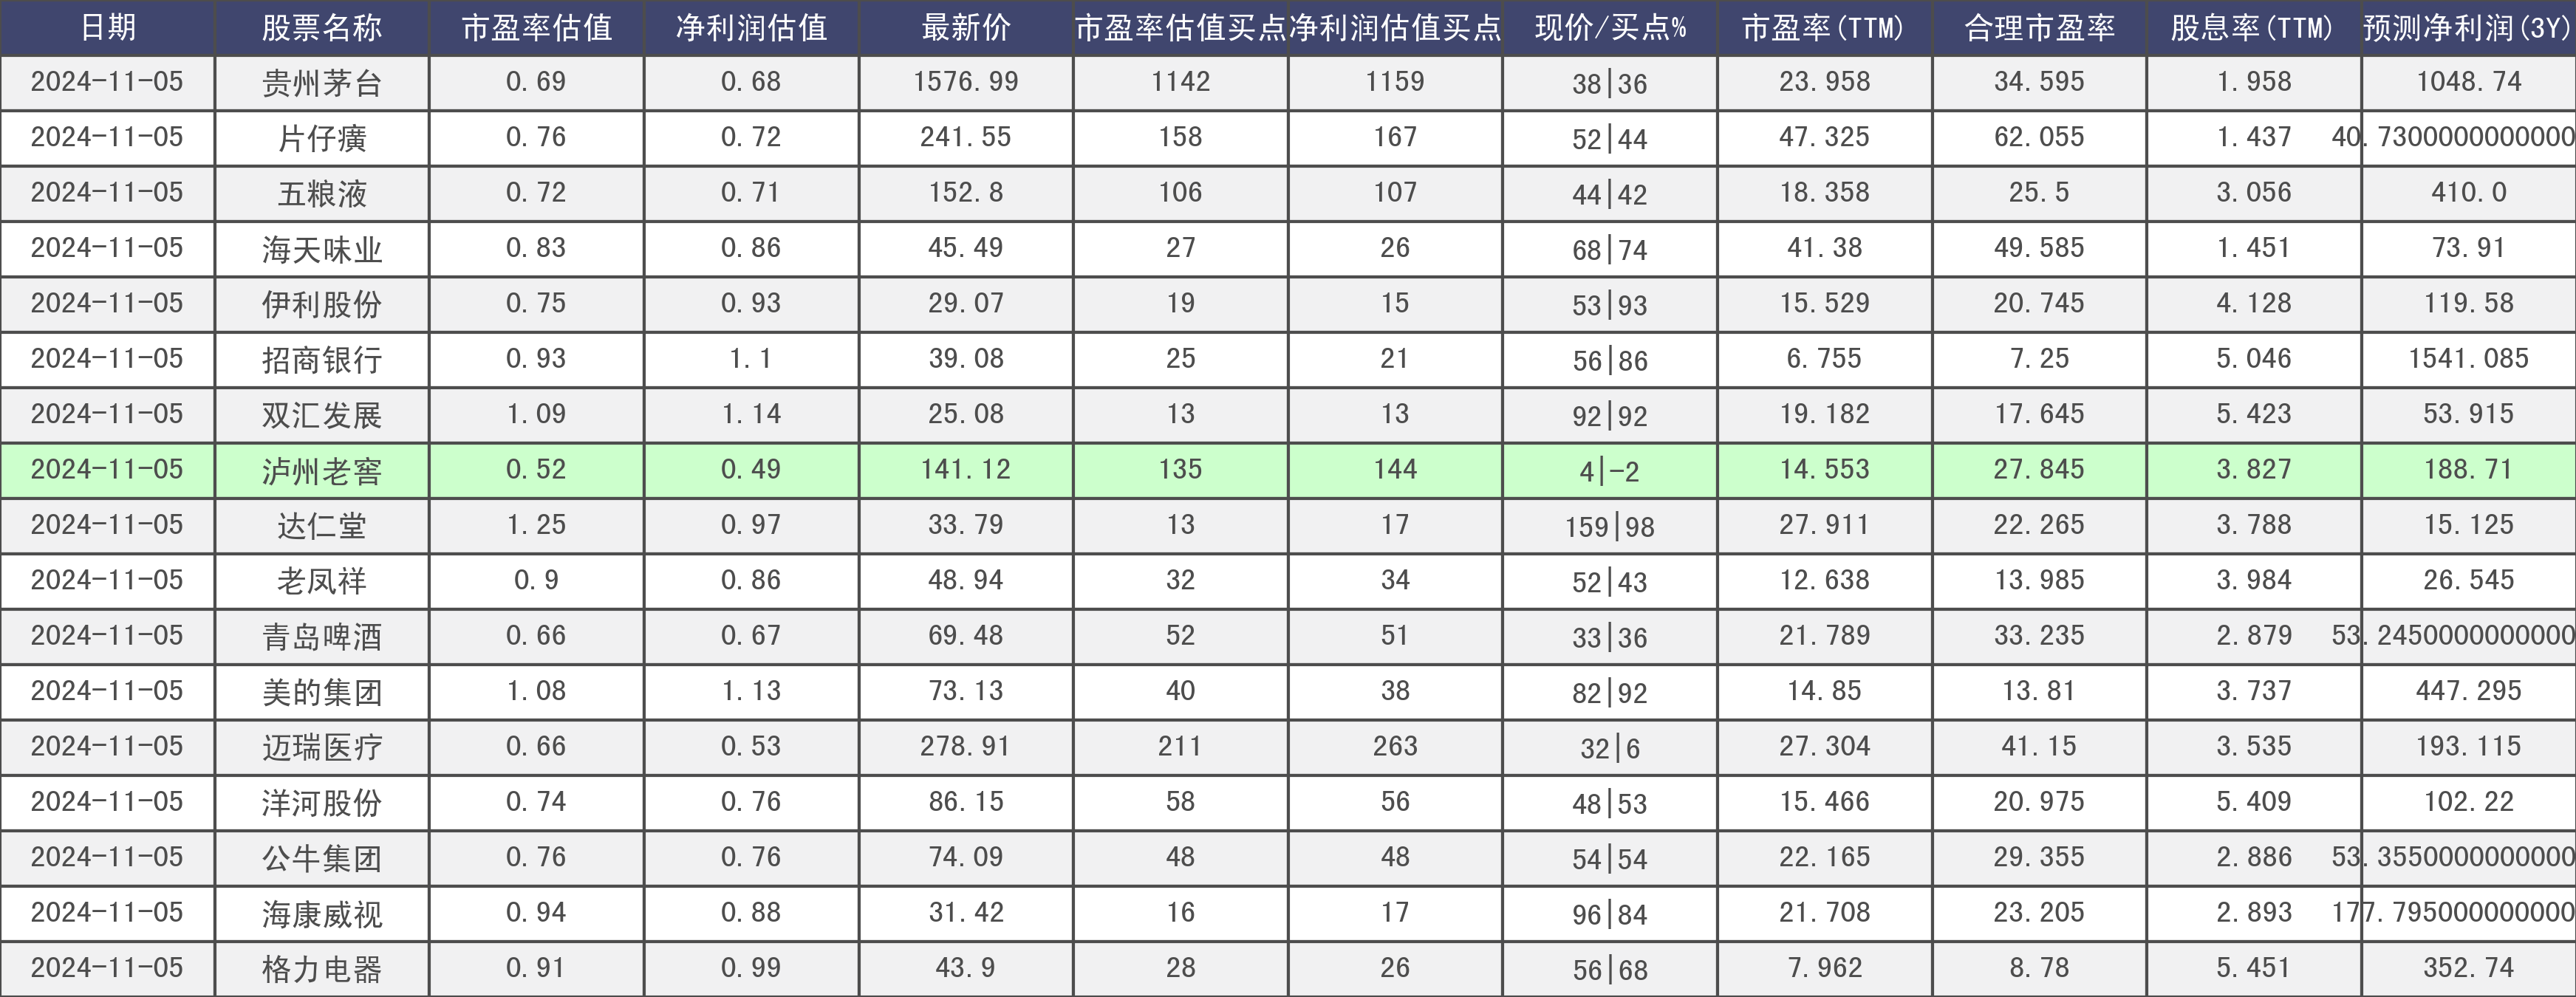 日期 股票名称 市盈率估值 净利润估值 最新价 市盈率估值买点 净利润估值买点 现价/买点% 市盈率(TTM) 合理市盈率 股息率(TTM) 预测净利润(3Y)
2024-11-05 贵州茅台 0.69 0.68 1576.99 1142 1159 38|36 23.958 34.595 1.958 1048.74
2024-11-05 片仔癀 0.76 0.72 241.55 158 167 52|44 47.325 62.055 1.437 40.7300000000000
2024-11-05 五粮液 0.72 0.71 152.8 106 107 44|42 18.358 25.5 3.056 410.0
2024-11-05 海天味业 0.83 0.86 45.49 27 26 68|74 41.38 49.585 1.451 73.91
2024-11-05 伊利股份 0.75 0.93 29.07 19 15 53|93 15.529 20.745 4.128 119.58
2024-11-05 招商银行 0.93 1.1 39.08 25 21 56|86 6.755 7.25 5.046 1541.085
2024-11-05 双汇发展 1.09 1.14 25.08 13 13 92|92 19.182 17.645 5.423 53.915
2024-11-05 泸州老窖 0.52 0.49 141.12 135 144 4|-2 14.553 27.845 3.827 188.71
2024-11-05 达仁堂 1.25 0.97 33.79 13 17 159|98 27.911 22.265 3.788 15.125
2024-11-05 老凤祥 0.9 0.86 48.94 32 34 52|43 12.638 13.985 3.984 26.545
2024-11-05 青岛啤酒 0.66 0.67 69.48 52 51 33|36 21.789 33.235 2.879 53.2450000000000
2024-11-05 美的集团 1.08 1.13 73.13 40 38 82|92 14.85 13.81 3.737 447.295
2024-11-05 迈瑞医疗 0.66 0.53 278.91 211 263 32|6 27.304 41.15 3.535 193.115
2024-11-05 洋河股份 0.74 0.76 86.15 58 56 48|53 15.466 20.975 5.409 102.22
2024-11-05 公牛集团 0.76 0.76 74.09 48 48 54|54 22.165 29.355 2.886 53.3550000000000
2024-11-05 海康威视 0.94 0.88 31.42 16 17 96|84 21.708 23.205 2.893 177.795000000000
2024-11-05 格力电器 0.91 0.99 43.9 28 26 56|68 7.962 8.78 5.451 352.74